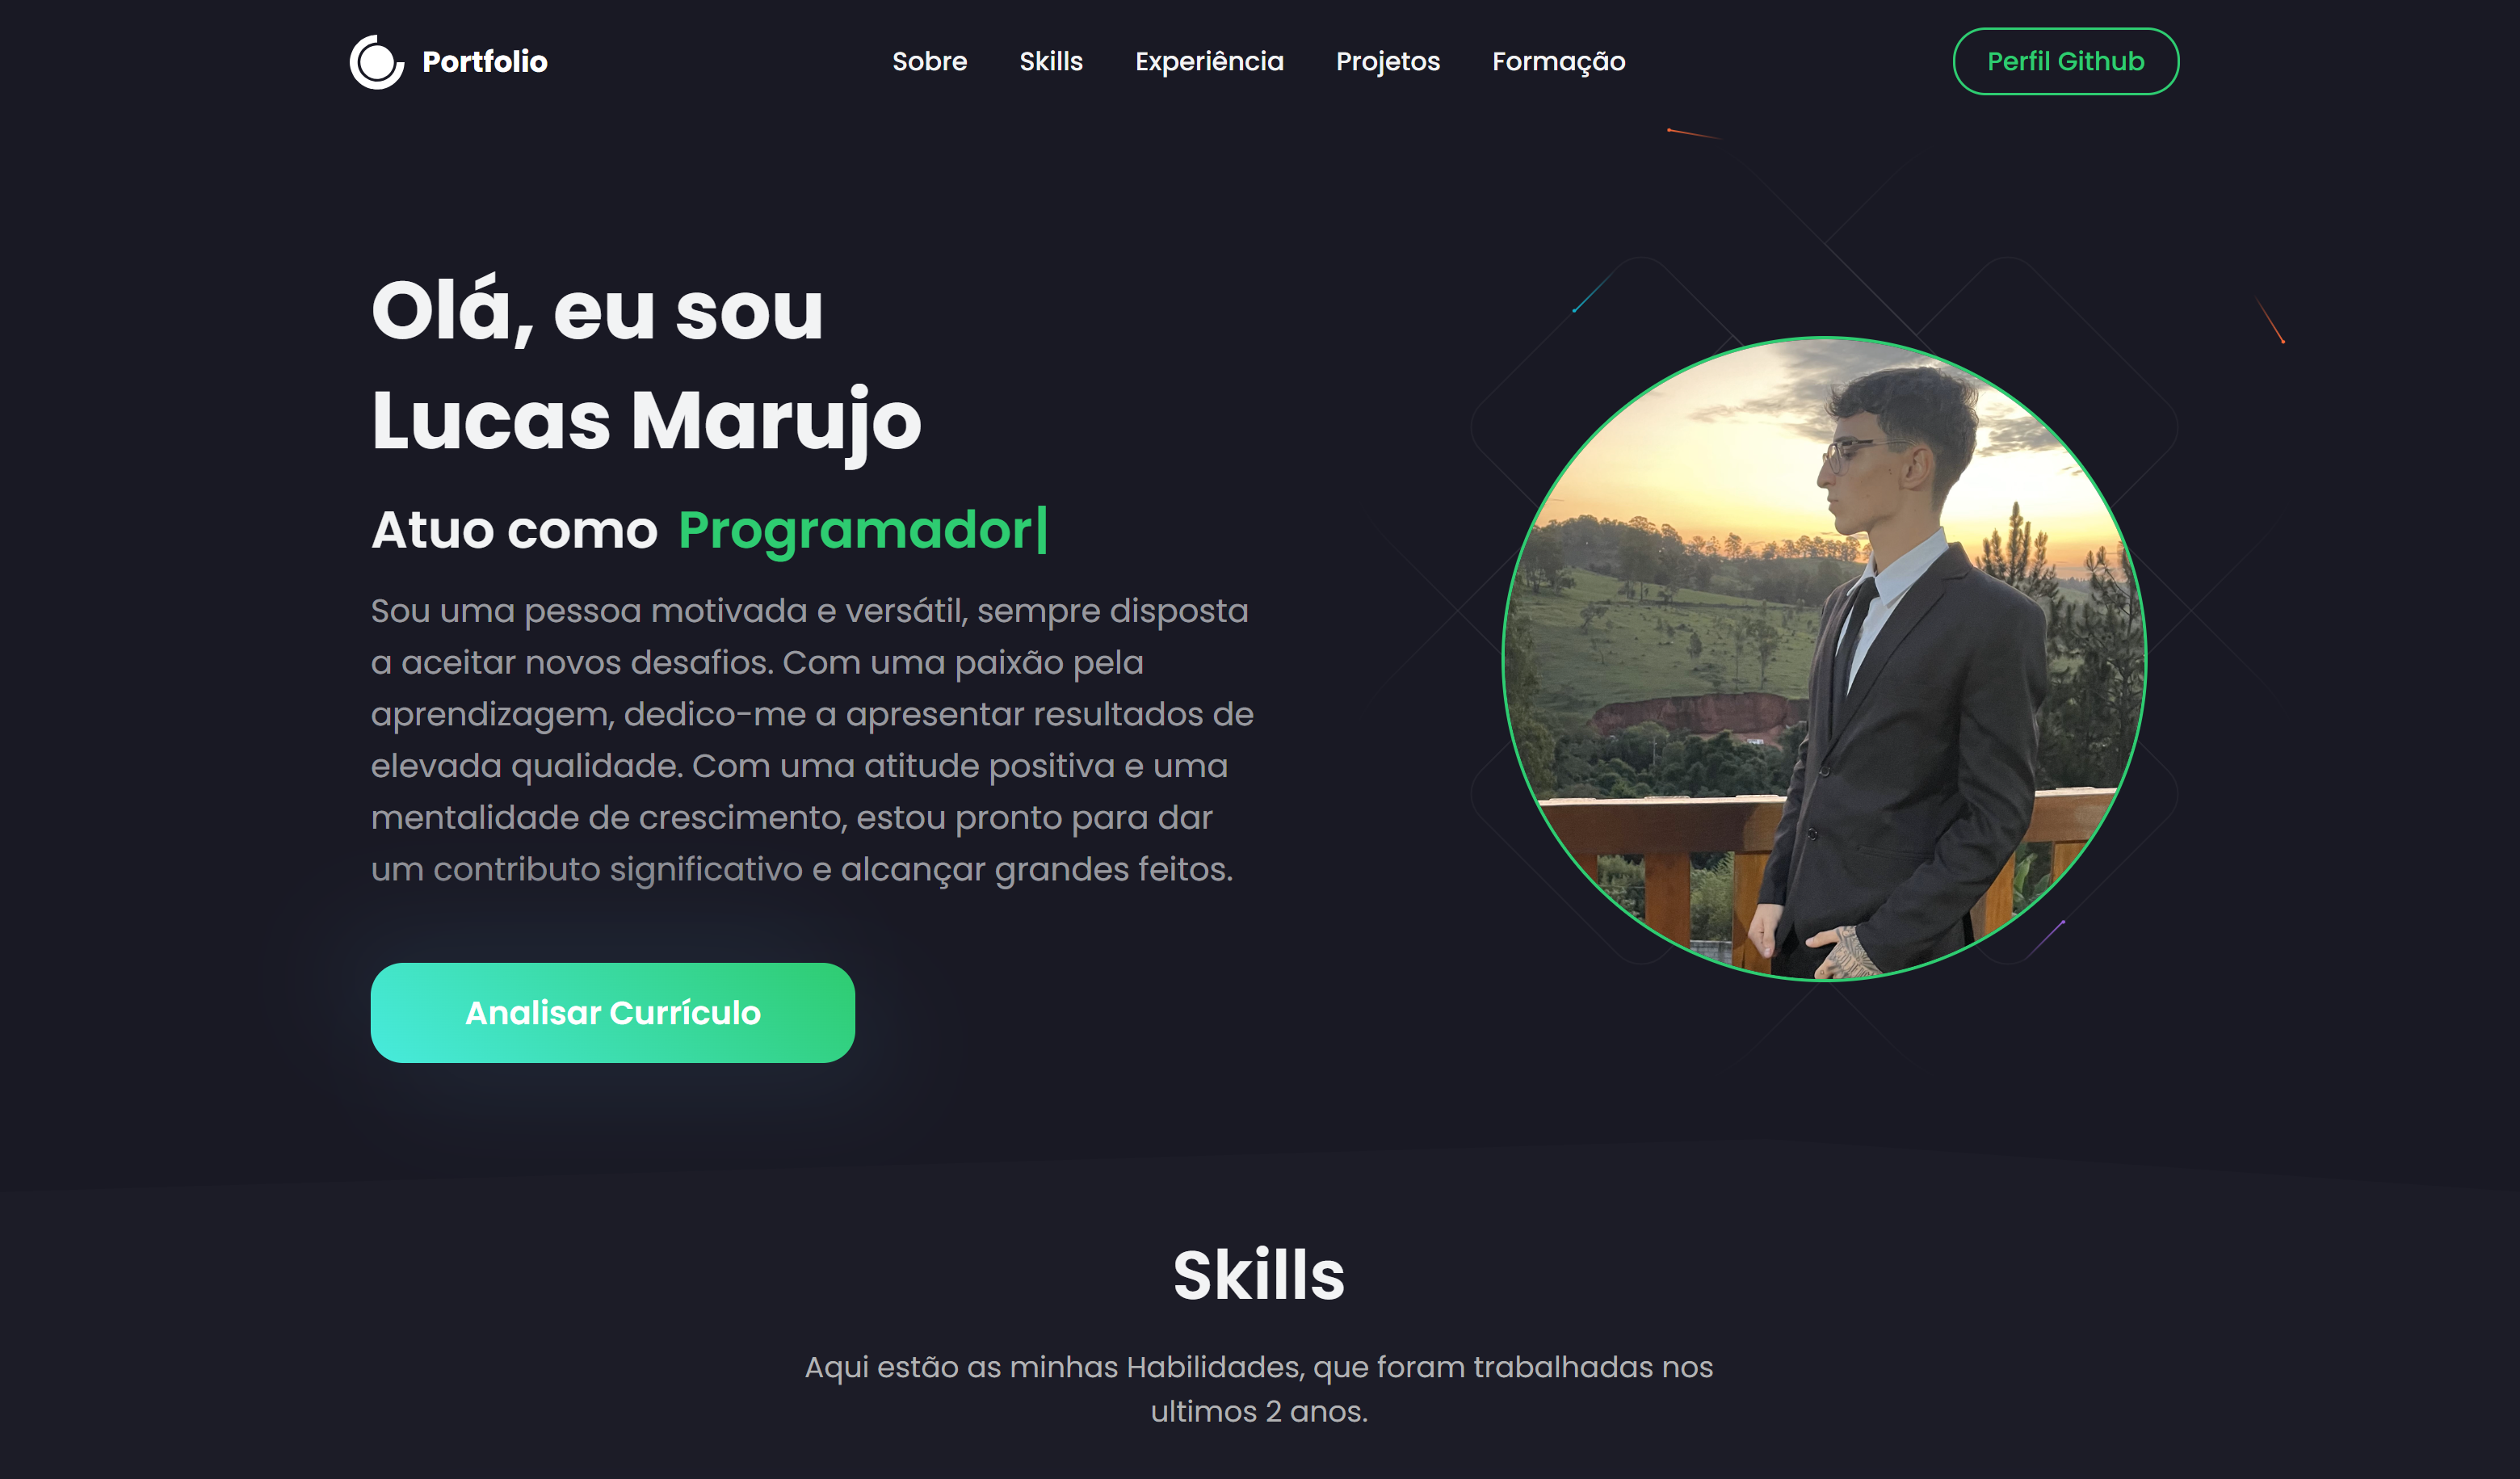 Portfolio
Sobre Skills Experiência Projetos Formação
Perfil Github
Olá, eu sou
Lucas Marujo
Atuo como Programador|
Sou uma pessoa motivada e versátil, sempre disposta
a aceitar novos desafios. Com uma paixão pela
aprendizagem, dedico-me a apresentar resultados de
elevada qualidade. Com uma atitude positiva e uma
mentalidade de crescimento, estou pronto para dar
um contributo significativo e alcançar grandes feitos.
Analisar Currículo
Skills
Aqui estão as minhas Habilidades, que foram trabalhadas nos
ultimos 2 anos.